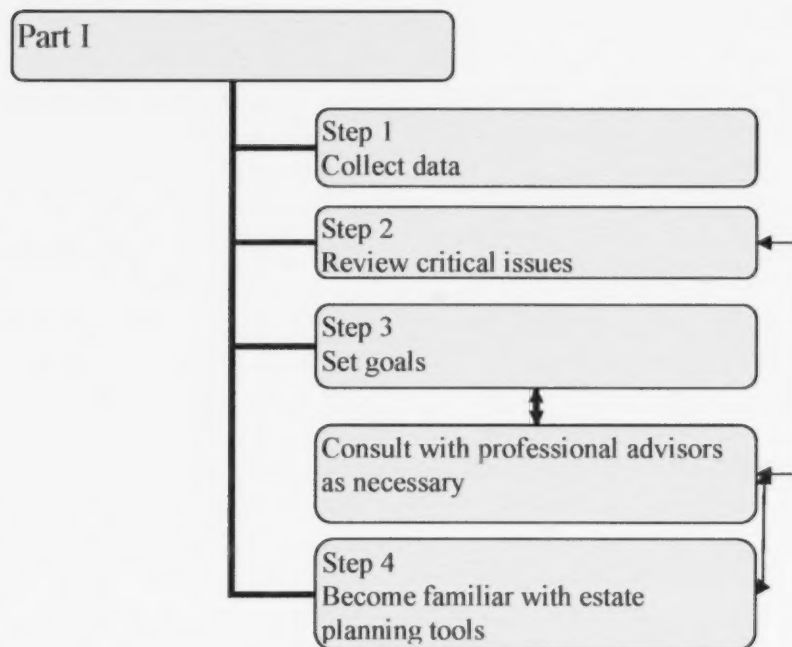 Part I
Step 1
Collect data
Step 2
Review critical issues
Step 3
Set goals
Consult with professional advisors
as necessary
Step 4
Become familiar with estate
planning tools